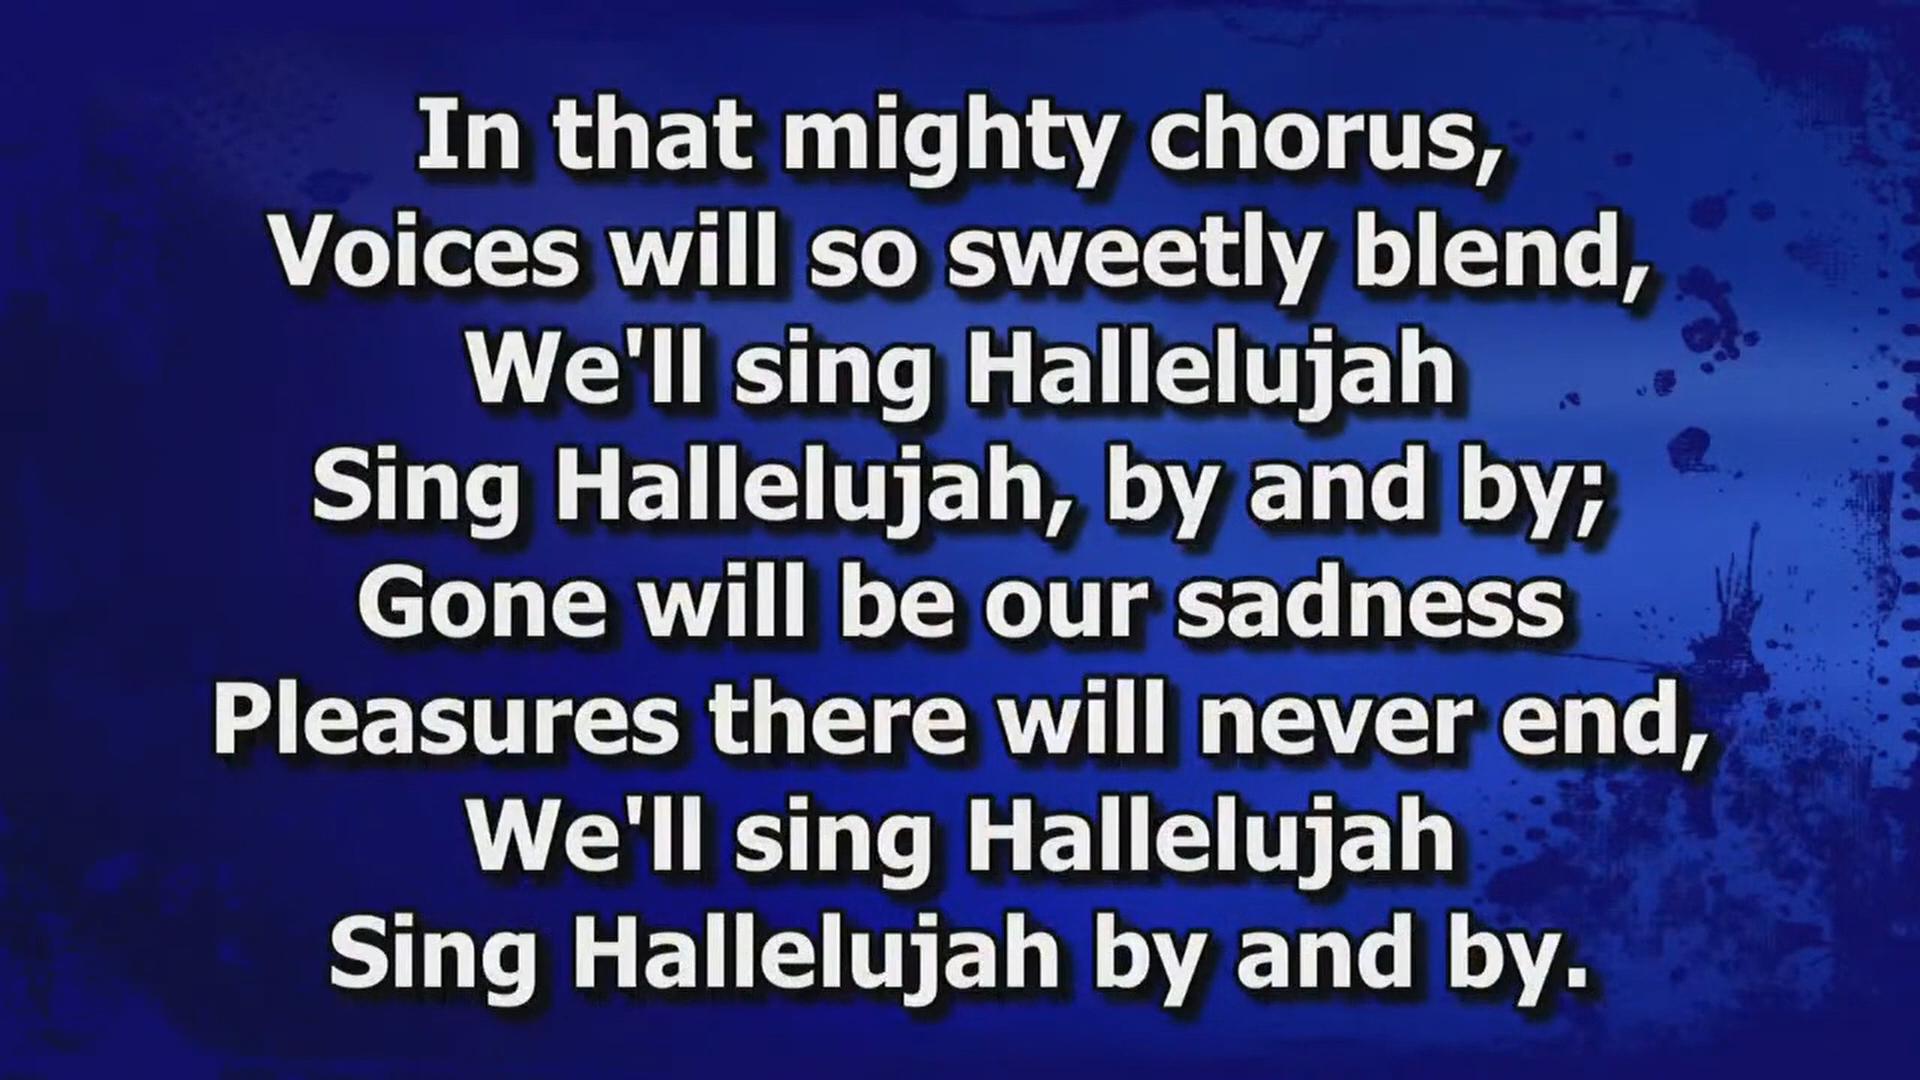 In that mighty chorus,
Voices will so sweetly blend,
We'll sing Hallelujah
Sing Hallelujah, by and by;
Gone will be our sadness
Pleasures there will never end,
We'll sing Hallelujah
Sing Hallelujah by and by.